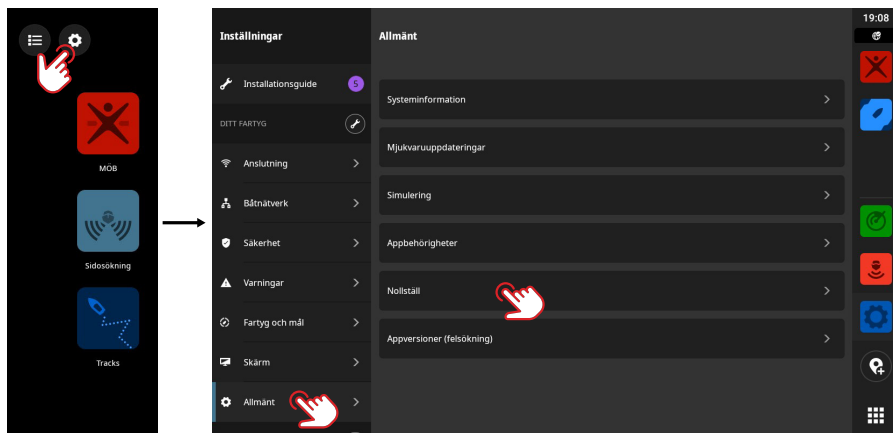 MÖB
Sidosökning
Tracks
Inställningar
Installationsguide
5
DITT FARTYG
Anslutning
Båtnätverk
Säkerhet
Varningar
Fartyg och mål
Skärm
Allmänt
Allmänt
Systeminformation
Mjukvaruuppdateringar
Simulering
Appbehörigheter
Nollställ
Appversioner (felsökning)
19:08